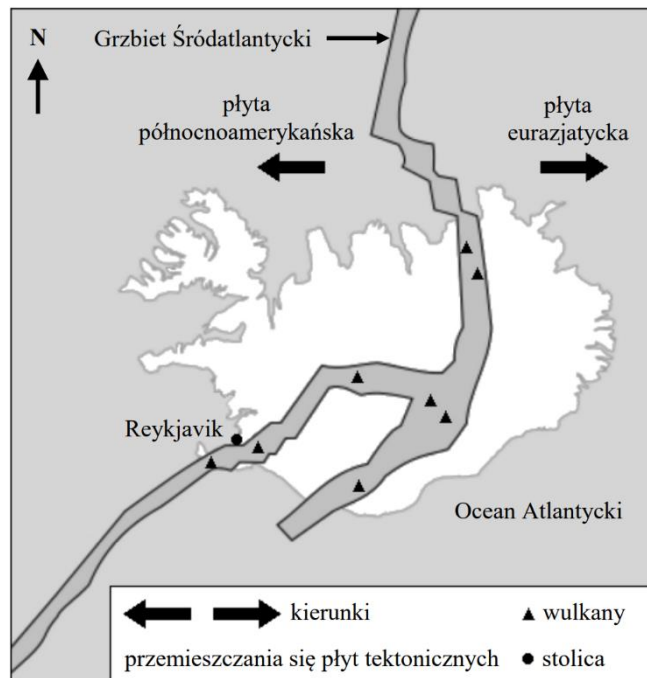 N
Grzbiet Śródatlantycki
płyta
północnoamerykańska
płyta
eurazjatycka
Reykjavik
Ocean Atlantycki
kierunki
przemieszczania się płyt tektonicznych
wulkany
stolica